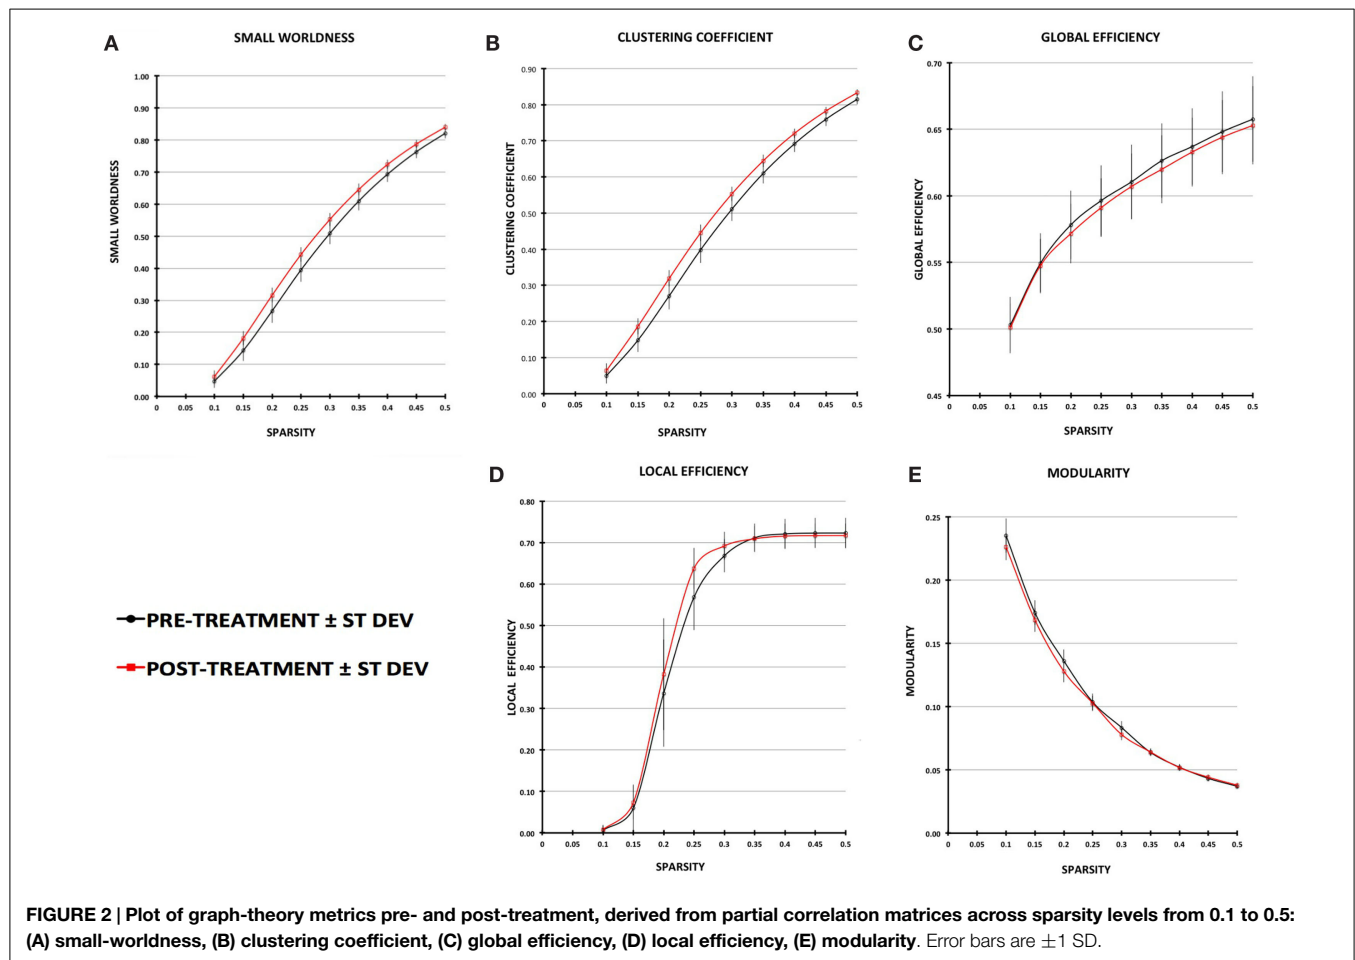 A
SMALL WORLDNESS
1.00
0.90
0.80
0.70
0.60
0.50
0.40
0.30
0.20
0.10
0.00
SMALL WORLDNESS
0 0.05 0.1 0.15 0.2 0.25 0.3 0.35 0.4 0.45 0.5
SPARSITY
B
CLUSTERING COEFFICIENT
0.90
0.80
0.70
0.60
0.50
0.40
0.30
0.20
0.10
0.00
CLUSTERING COEFFICIENT
0 0.05 0.1 0.15 0.2 0.25 0.3 0.35 0.4 0.45 0.5
SPARSITY
C
GLOBAL EFFICIENCY
0.70
0.65
0.60
0.55
0.50
0.45
GLOBAL EFFICIENCY
0 0.05 0.1 0.15 0.2 0.25 0.3 0.35 0.4 0.45 0.5
SPARSITY
PRE-TREATMENT ± ST DEV
POST-TREATMENT ± ST DEV
D
LOCAL EFFICIENCY
0.80
0.70
0.60
0.50
0.40
0.30
0.20
0.10
0.00
LOCAL EFFICIENCY
0 0.05 0.1 0.15 0.2 0.25 0.3 0.35 0.4 0.45 0.5
SPARSITY
E
MODULARITY
0.25
0.20
0.15
0.10
0.05
0.00
MODULARITY
0 0.05 0.1 0.15 0.2 0.25 0.3 0.35 0.4 0.45 0.5
SPARSITY
FIGURE 2 | Plot of graph-theory metrics pre- and post-treatment, derived from partial correlation matrices across sparsity levels from 0.1 to 0.5:
(A) small-worldness, (B) clustering coefficient, (C) global efficiency, (D) local efficiency, (E) modularity. Error bars are ±1 SD.